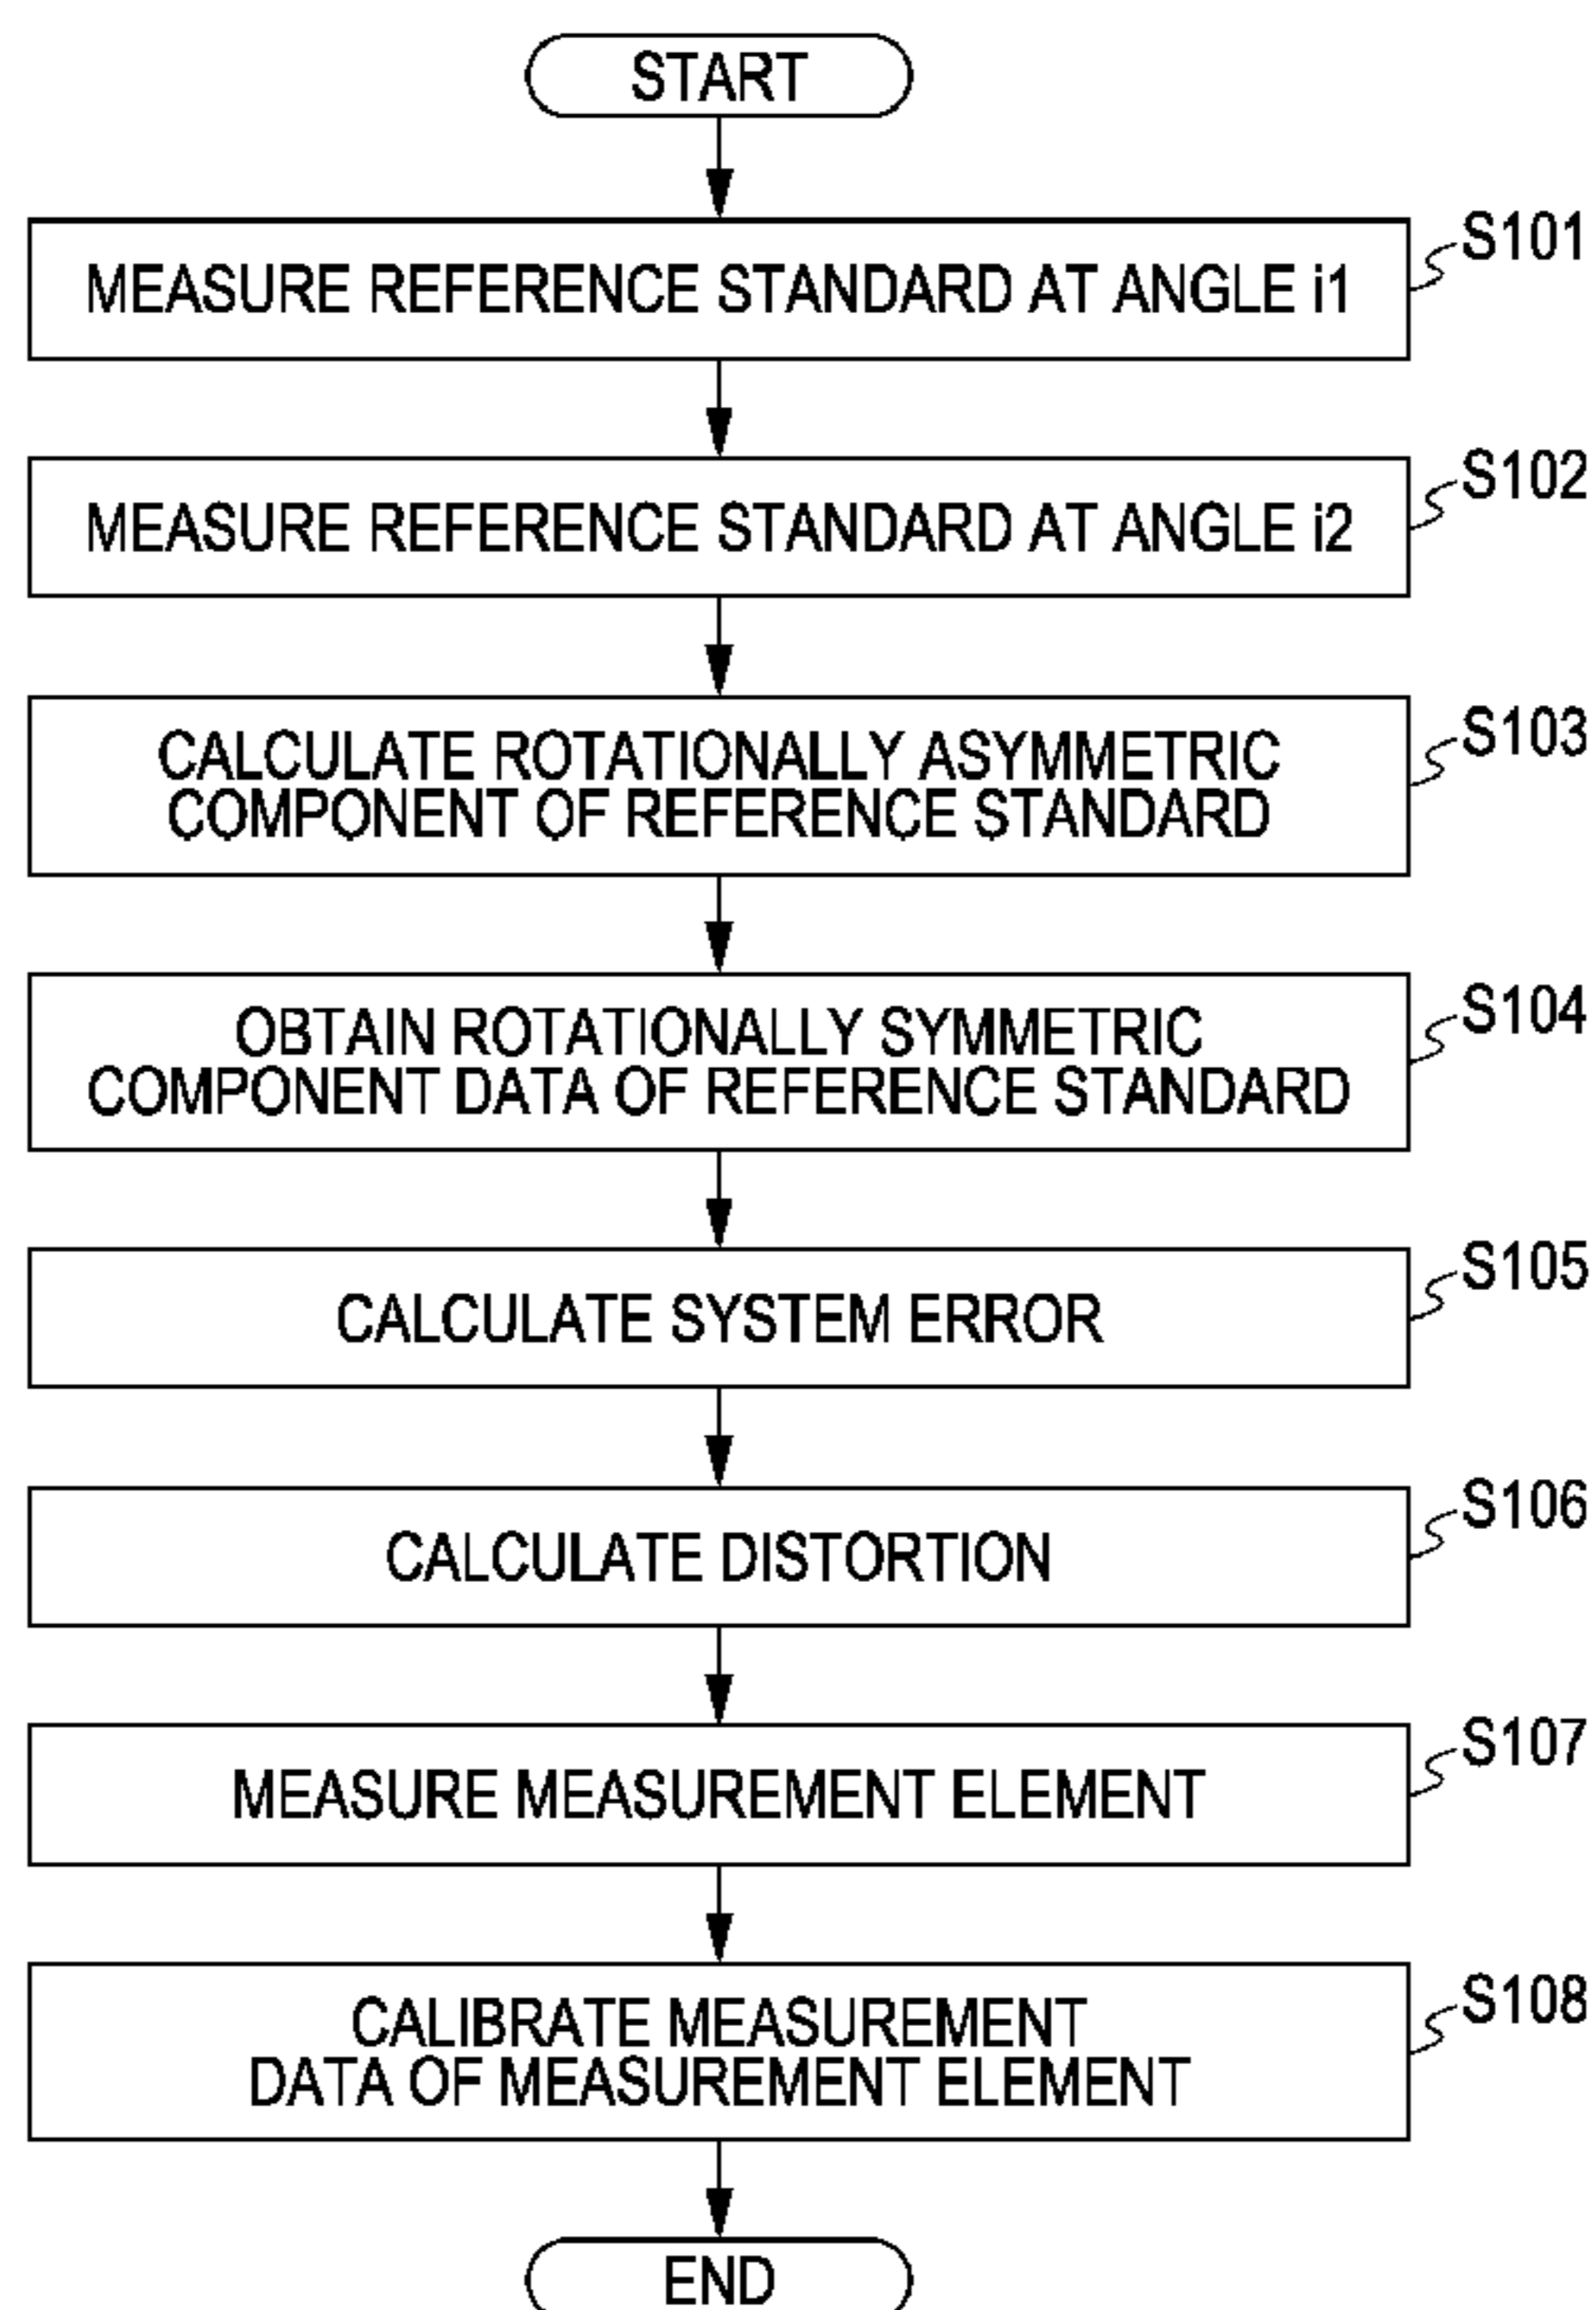 START
S101
MEASURE REFERENCE STANDARD AT ANGLE i1
S102
MEASURE REFERENCE STANDARD AT ANGLE i2
S103
CALCULATE ROTATIONALLY ASYMMETRIC
COMPONENT OF REFERENCE STANDARD
S104
OBTAIN ROTATIONALLY SYMMETRIC
COMPONENT DATA OF REFERENCE STANDARD
S105
CALCULATE SYSTEM ERROR
S106
CALCULATE DISTORTION
S107
MEASURE MEASUREMENT ELEMENT
S108
CALIBRATE MEASUREMENT
DATA OF MEASUREMENT ELEMENT
END